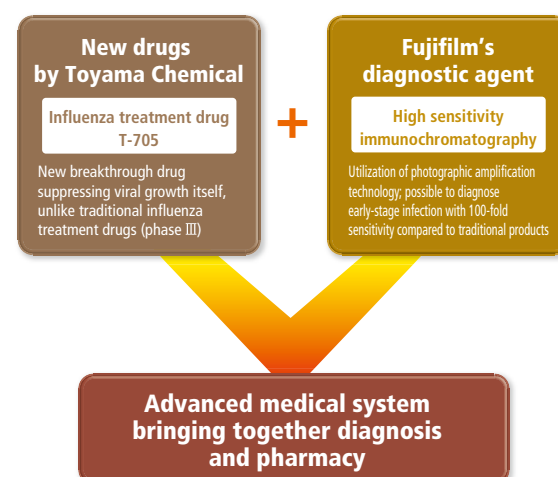 New drugs
by Toyama Chemical
Influenza treatment drug
T-705
New breakthrough drug
suppressing viral growth itself,
unlike traditional influenza
treatment drugs (phase Ⅲ)
+
Fujifilm’s
diagnostic agent
High sensitivity
immunochromatography
Utilization of photographic amplification
technology; possible to diagnose
early-stage infection with 100-fold
sensitivity compared to traditional products
Advanced medical system
bringing together diagnosis
and pharmacy